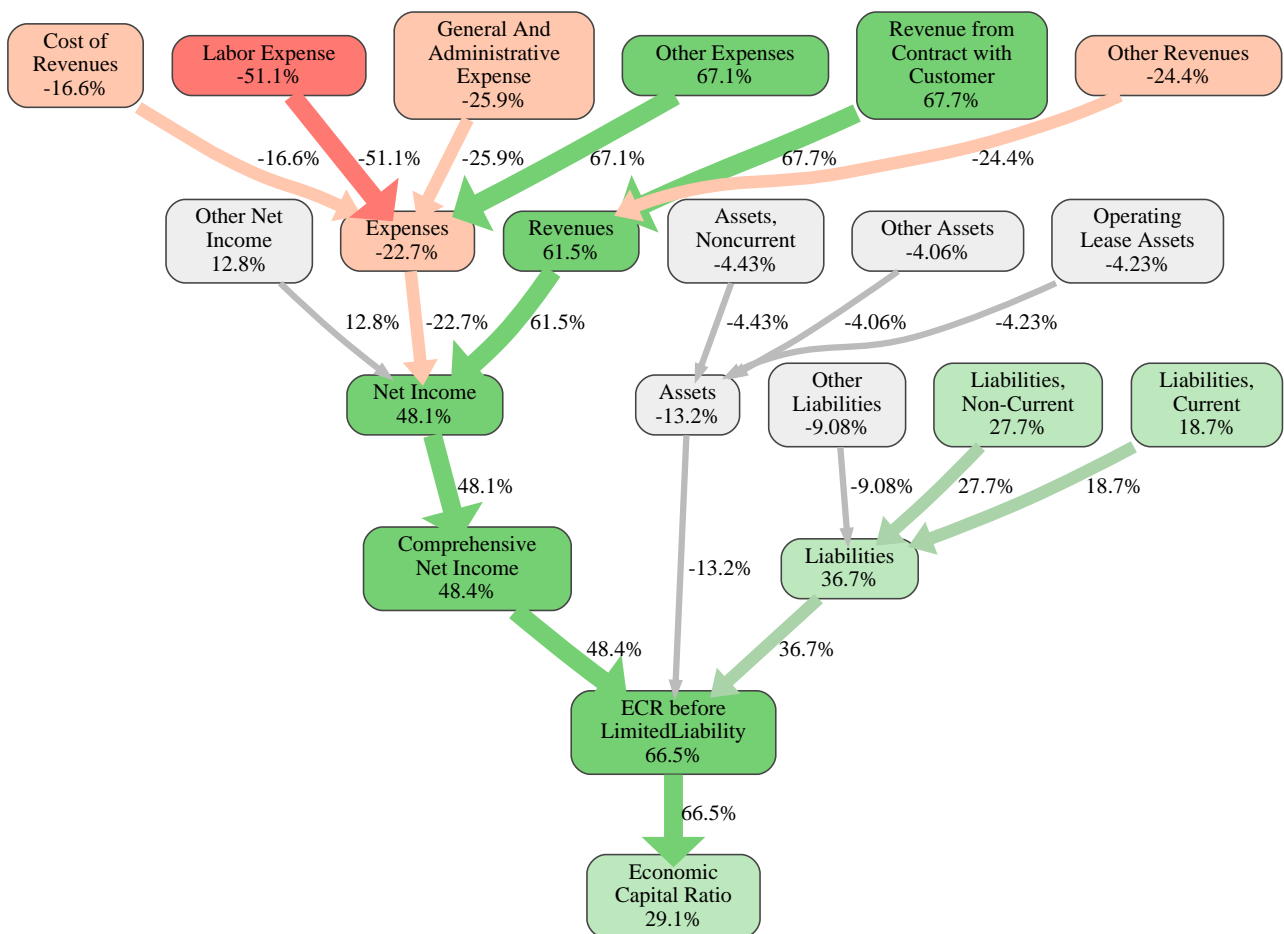 Cost of
Revenues
-16.6%
Labor Expense
-51.1%
General And
Administrative
Expense
-25.9%
Other Expenses
67.1%
Revenue from
Contract with
Customer
67.7%
Other Revenues
-24.4%
-16.6%
-51.1%
-25.9%
67.1%
67.7%
-24.4%
Other Net
Income
12.8%
Expenses
-22.7%
Revenues
61.5%
Assets,
Noncurrent
-4.43%
Other Assets
-4.06%
Operating
Lease Assets
-4.23%
12.8%
-22.7%
61.5%
-4.43%
-4.06%
-4.23%
Net Income
48.1%
Assets
-13.2%
Other
Liabilities
-9.08%
Liabilities,
Non-Current
27.7%
Liabilities,
Current
18.7%
48.1%
-9.08%
27.7%
18.7%
Comprehensive
Net Income
48.4%
-13.2%
Liabilities
36.7%
48.4%
36.7%
ECR before
LimitedLiability
66.5%
66.5%
Economic
Capital Ratio
29.1%